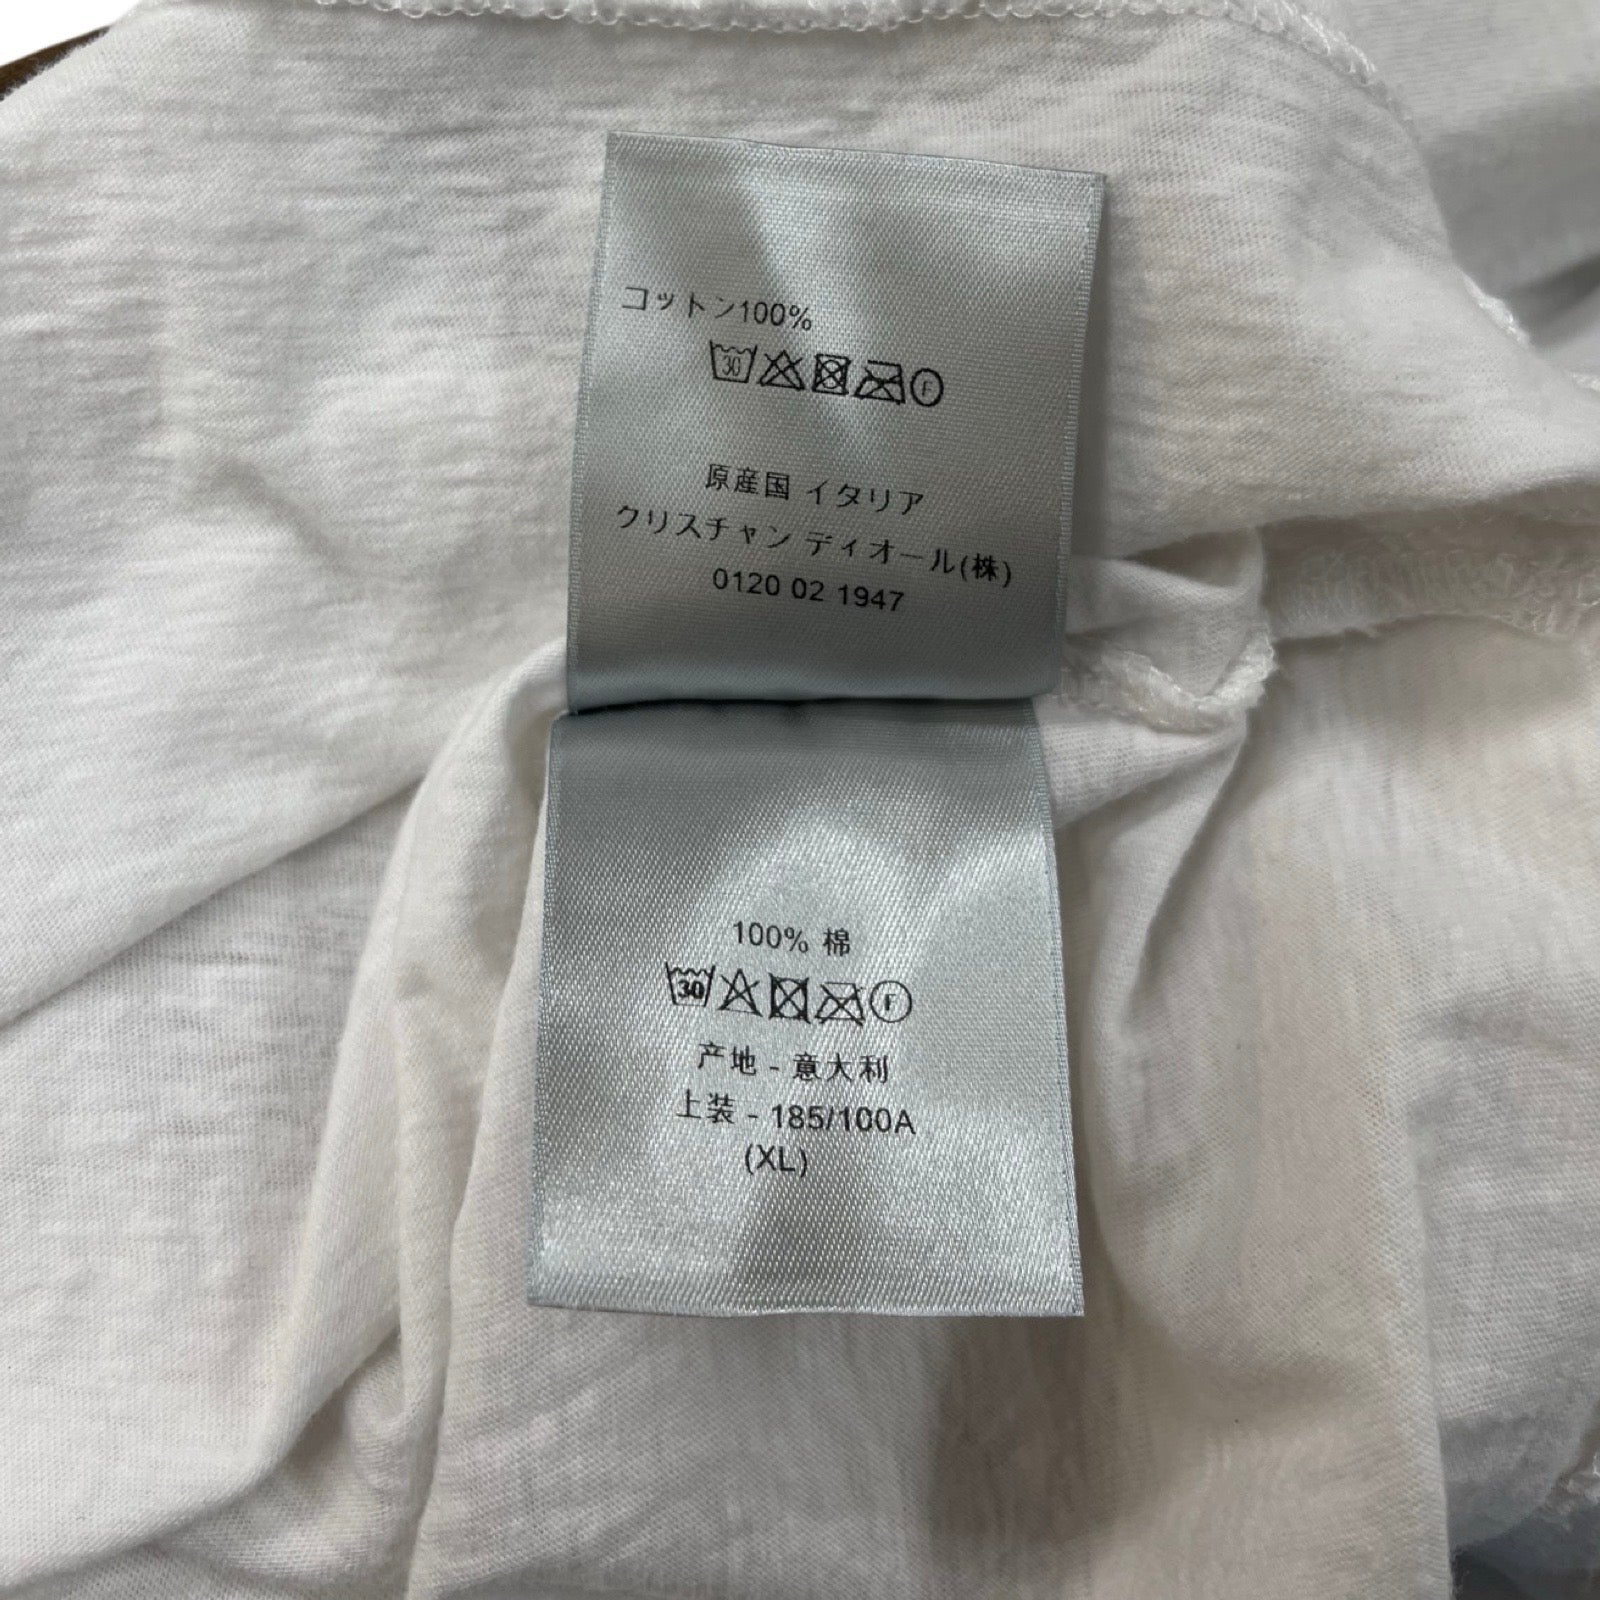 コットン100%
30 F
原産国 イタリア
クリスチャン ディオール(株)
0120 02 1947
100% 棉
30 F
产地 - 意大利
上装 - 185/100A
(XL)